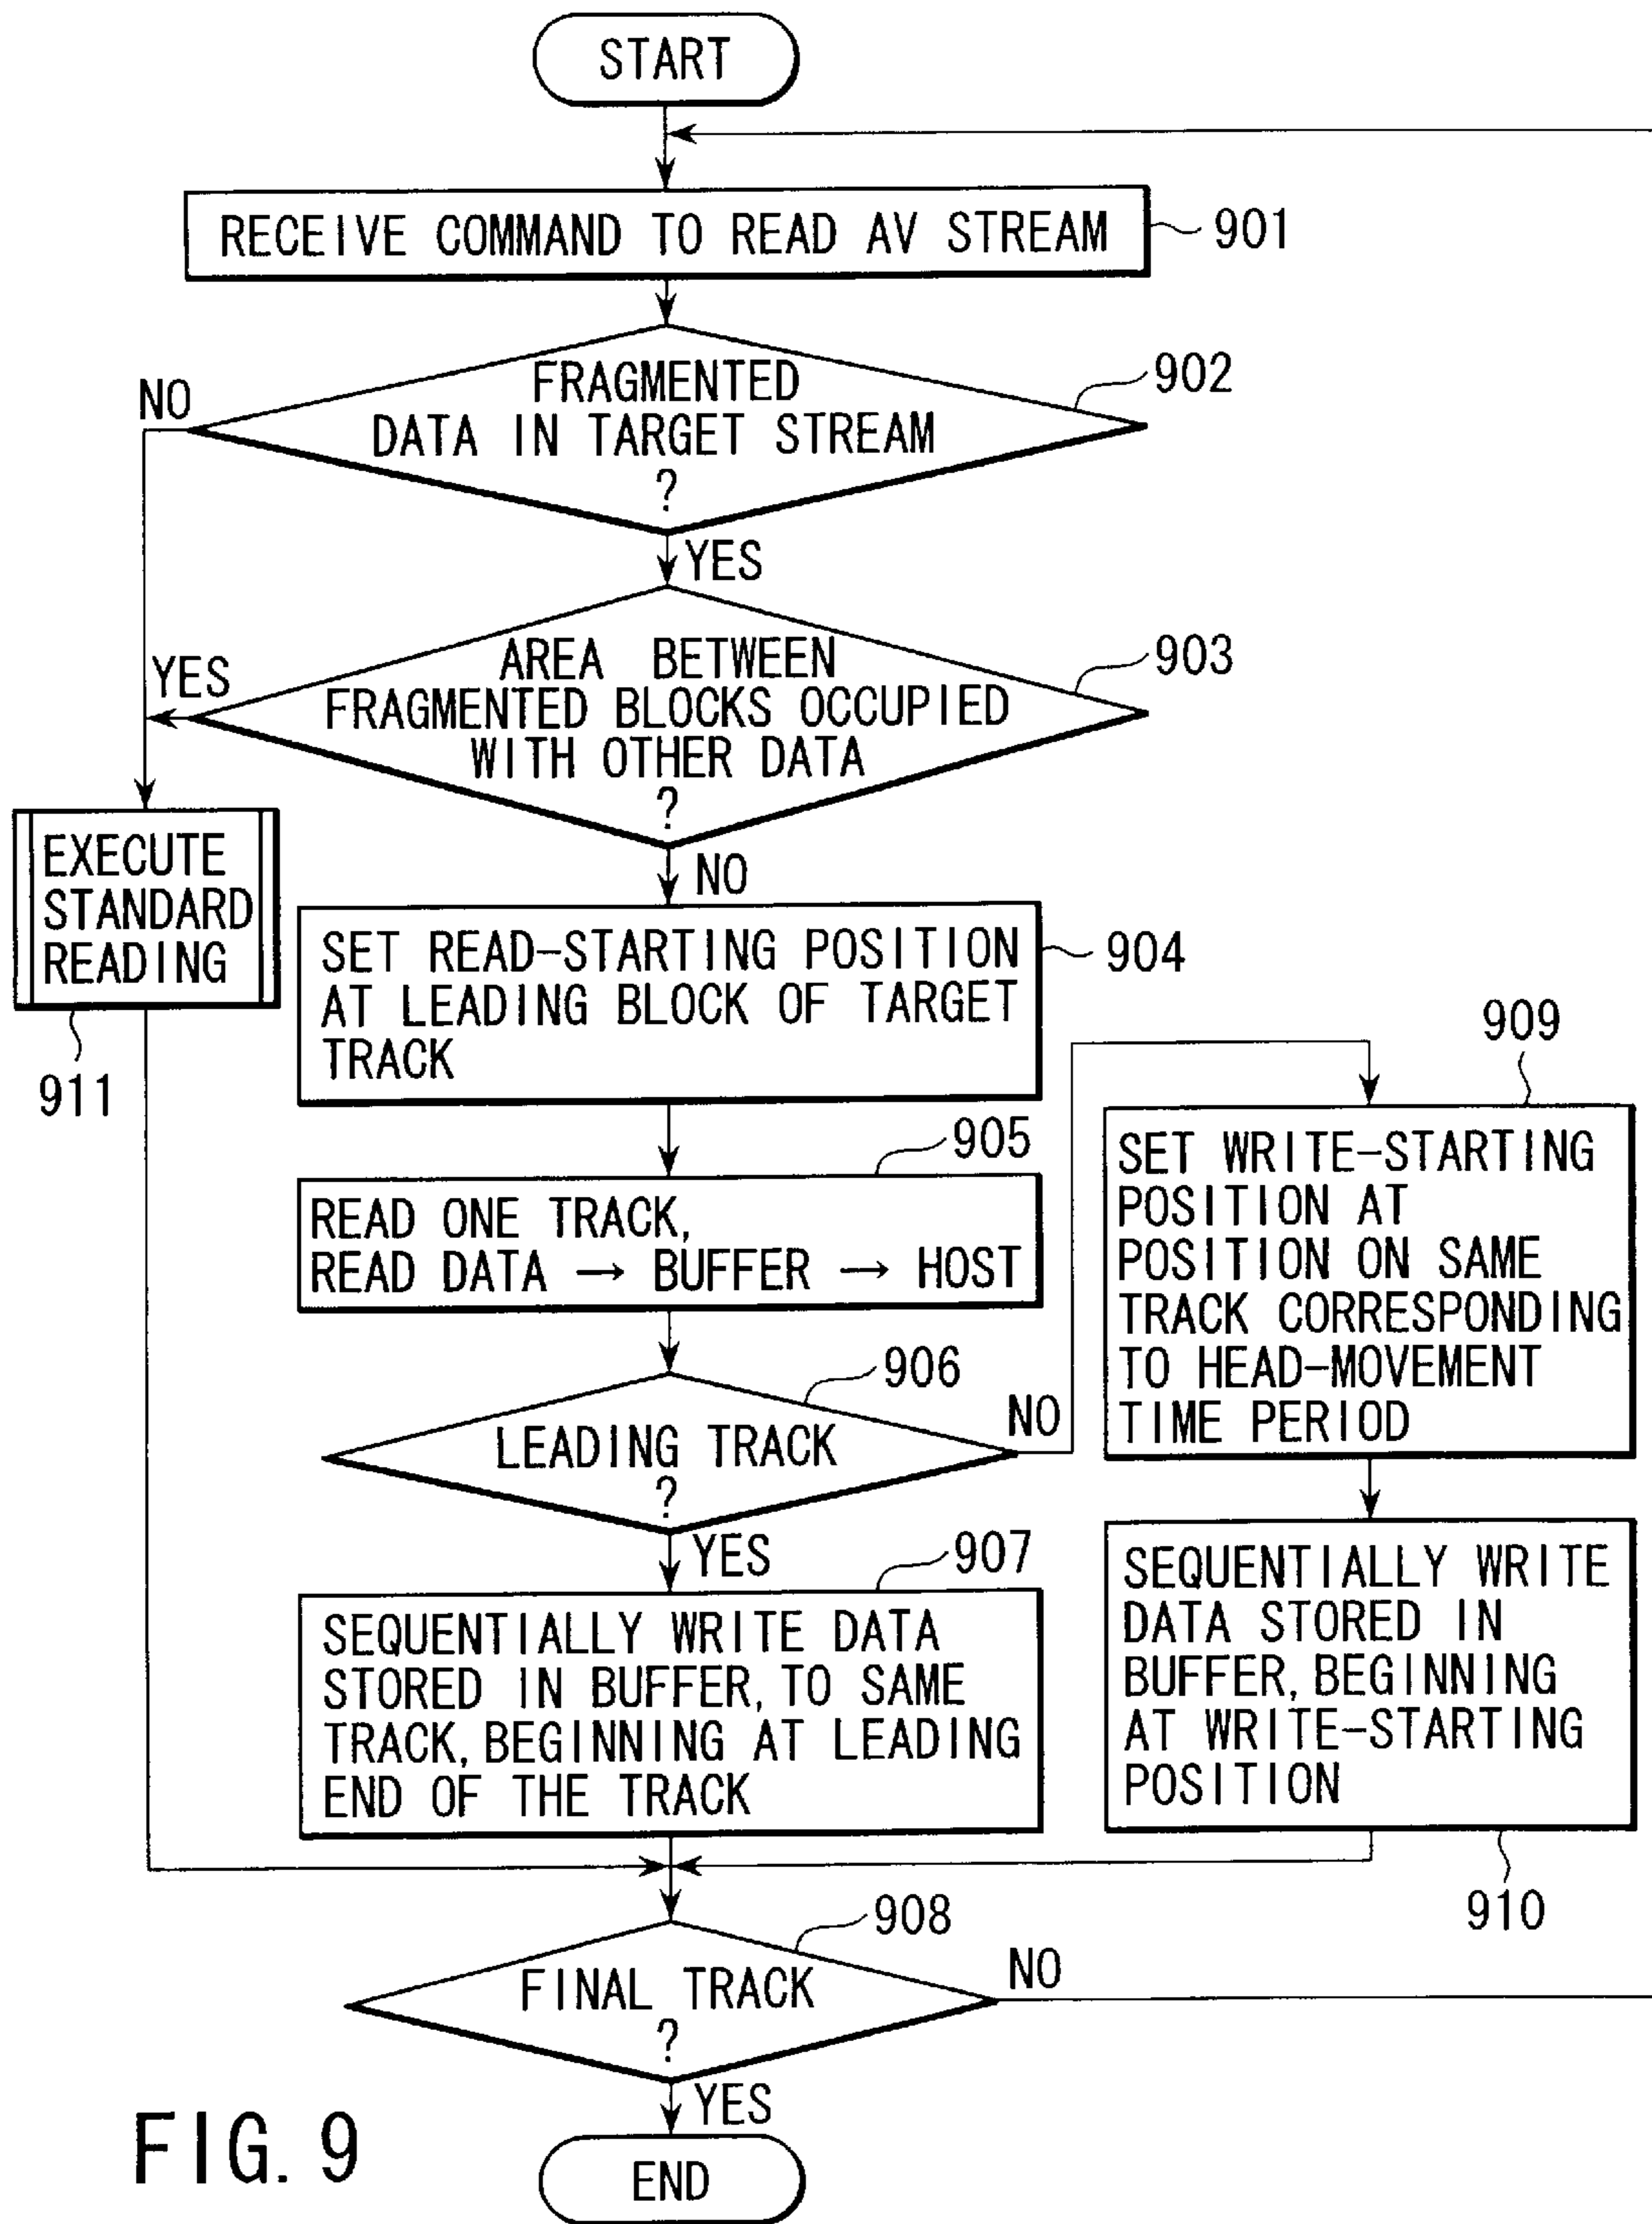 START
RECEIVE COMMAND TO READ AV STREAM
901
FRAGMENTED
DATA IN TARGET STREAM
?
902
NO
YES
AREA BETWEEN
FRAGMENTED BLOCKS OCCUPIED
WITH OTHER DATA
?
903
YES
NO
EXECUTE
STANDARD
READING
911
SET READ-STARTING POSITION
AT LEADING BLOCK OF TARGET
TRACK
904
READ ONE TRACK,
READ DATA → BUFFER → HOST
905
LEADING TRACK
?
906
NO
YES
SEQUENTIALLY WRITE DATA
STORED IN BUFFER, TO SAME
TRACK, BEGINNING AT LEADING
END OF THE TRACK
907
909
SET WRITE-STARTING
POSITION AT
POSITION ON SAME
TRACK CORRESPONDING
TO HEAD-MOVEMENT
TIME PERIOD
SEQUENTIALLY WRITE
DATA STORED IN
BUFFER, BEGINNING
AT WRITE-STARTING
POSITION
910
FINAL TRACK
?
908
NO
YES
END
FIG. 9